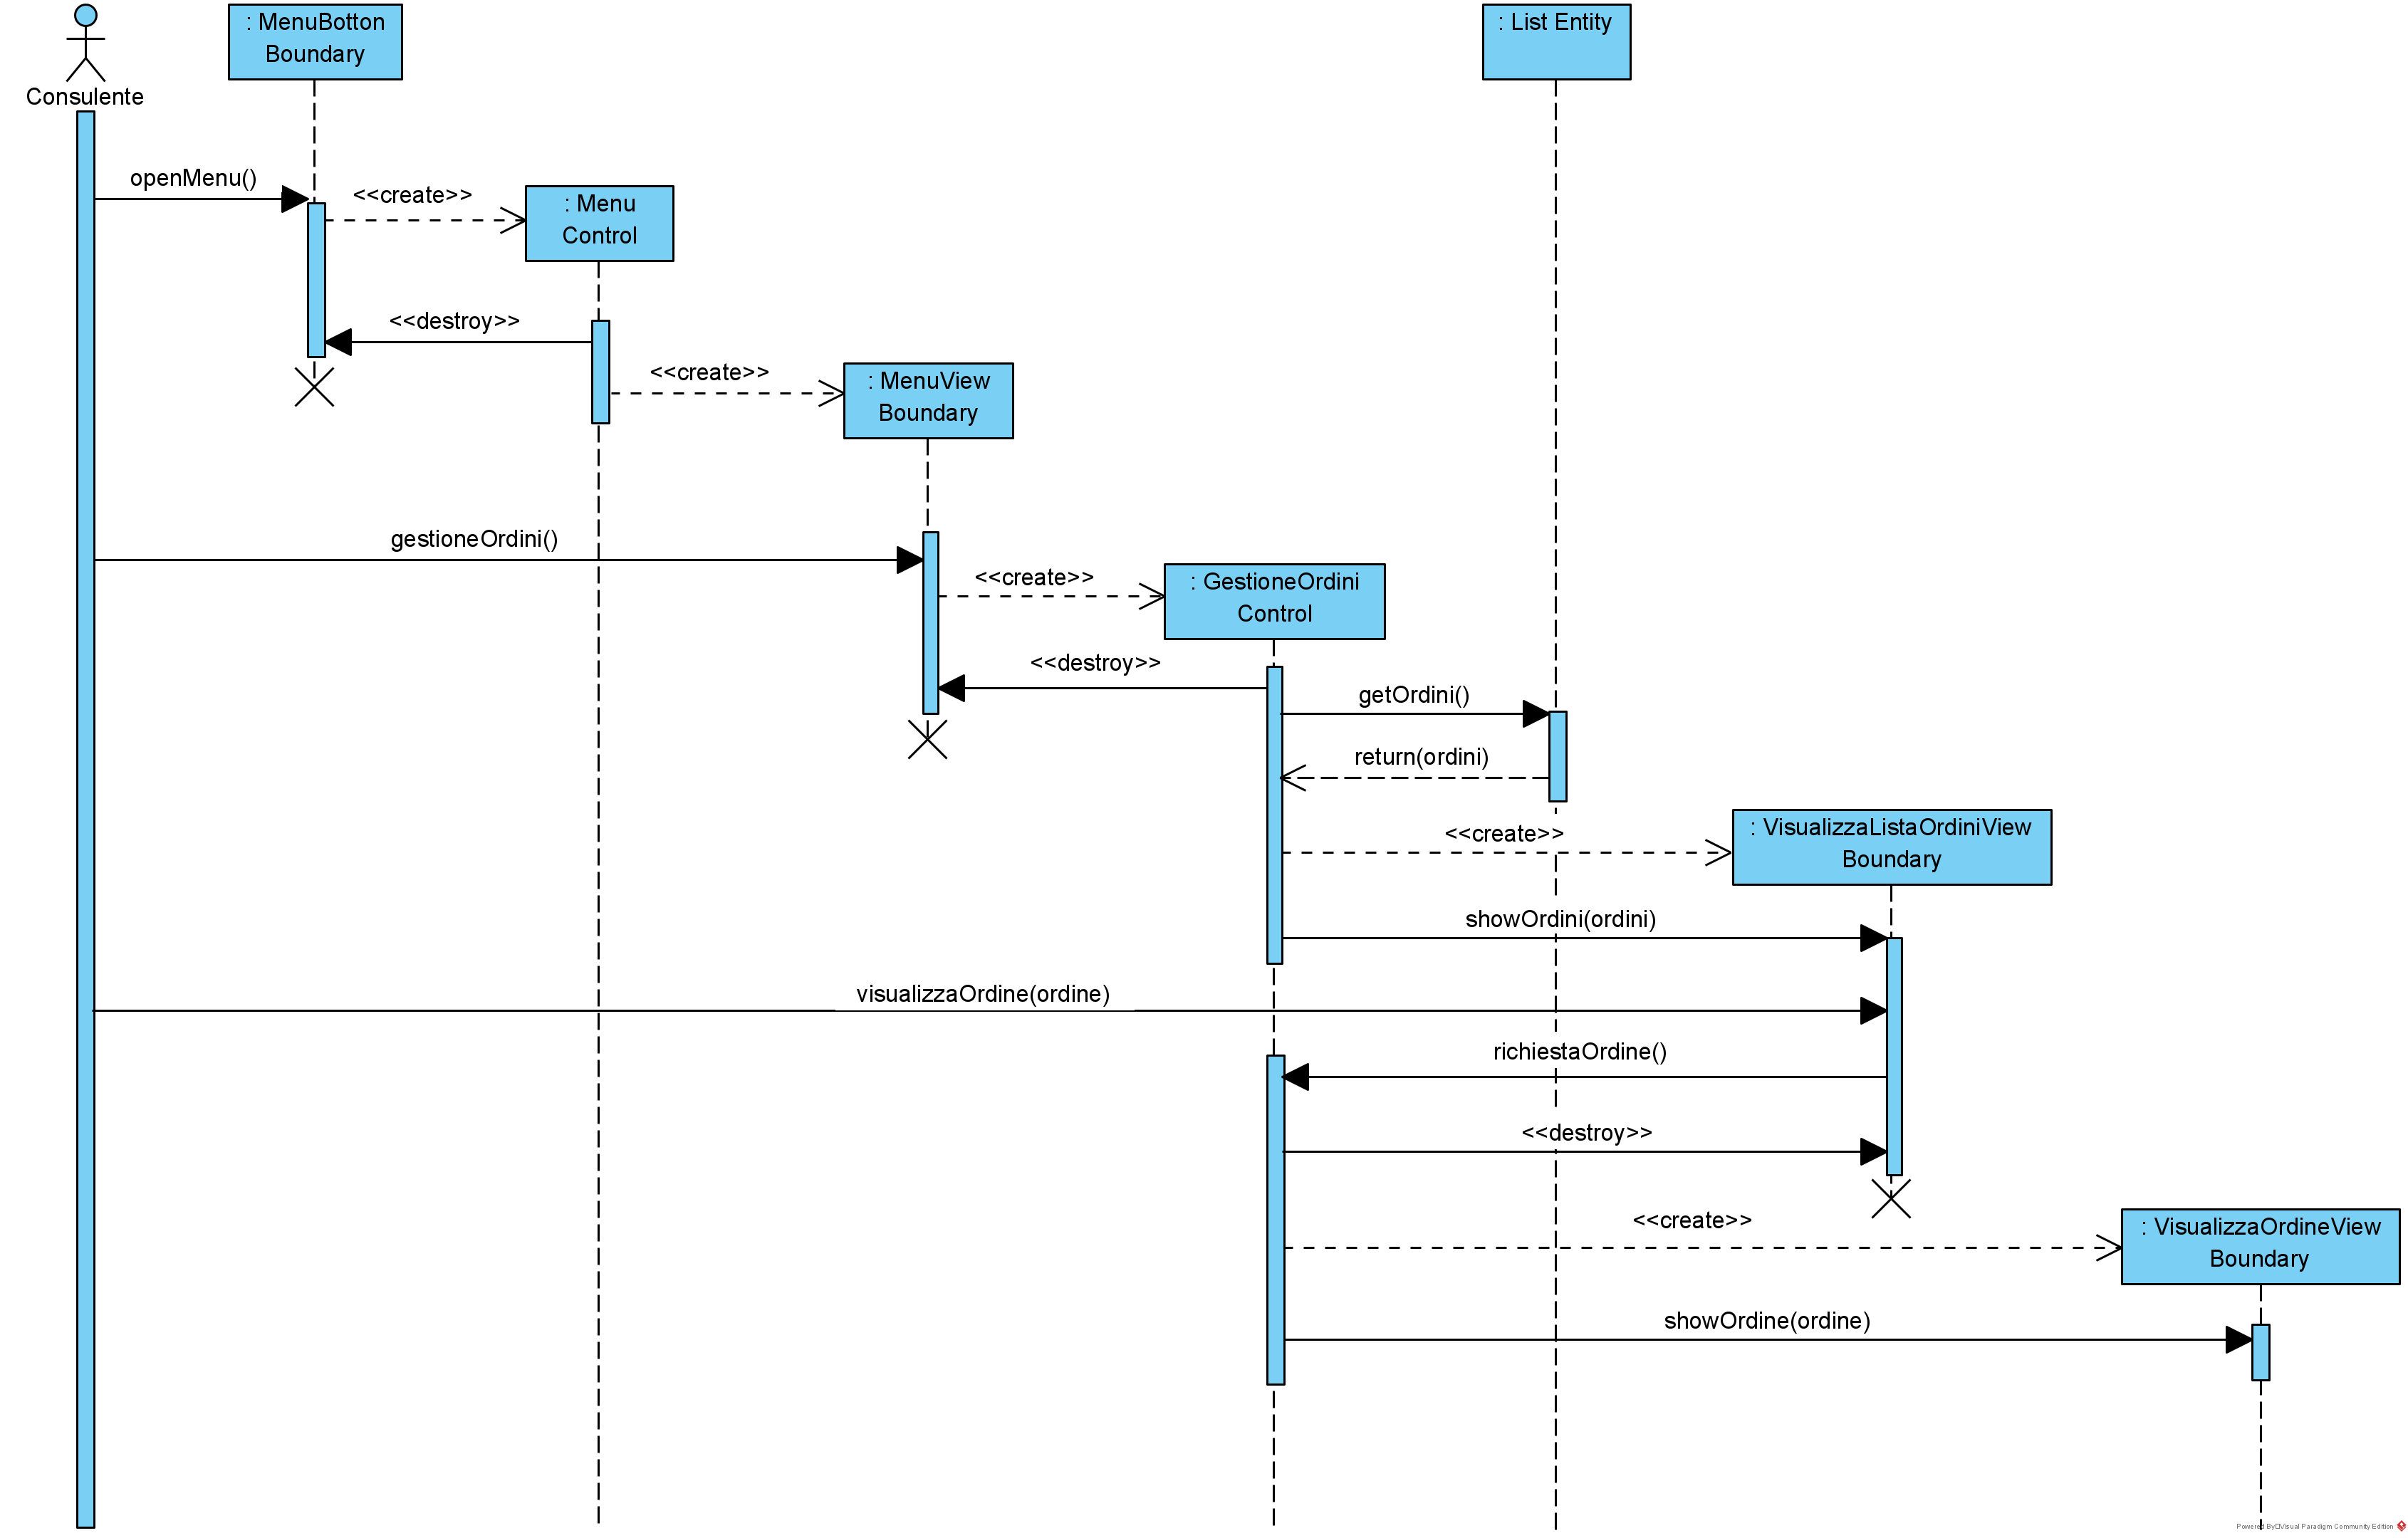 : MenuBotton
Boundary
: List Entity
Consulente
openMenu()
<<create>>
: Menu
Control
<<destroy>>
<<create>>
: MenuView
Boundary
gestioneOrdini()
<<create>>
: GestioneOrdini
Control
<<destroy>>
getOrdini()
return(ordini)
<<create>>
: VisualizzaListaOrdiniView
Boundary
showOrdini(ordini)
visualizzaOrdine(ordine)
richiestaOrdine()
<<destroy>>
<<create>>
: VisualizzaOrdineView
Boundary
showOrdine(ordine)
Powered By Visual Paradigm Community Edition